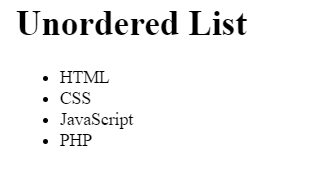 Unordered List
• HTML
• CSS
• JavaScript
• PHP